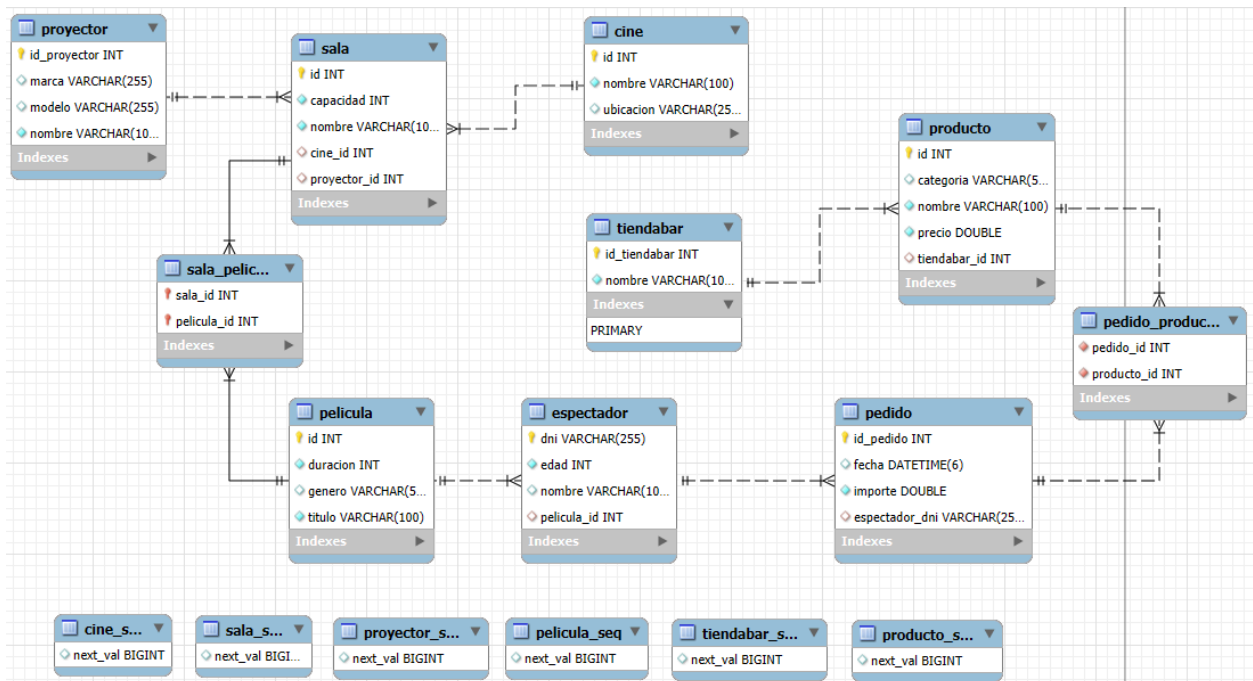 proyector
id_proyector INT
marca VARCHAR(255)
modelo VARCHAR(255)
nombre VARCHAR(10...
Indexes
sala
id INT
capacidad INT
nombre VARCHAR(10...
cine_id INT
proyector_id INT
Indexes
cine
id INT
nombre VARCHAR(100)
ubicacion VARCHAR(25...
Indexes
producto
id INT
categoria VARCHAR(5...
nombre VARCHAR(100)
precio DOUBLE
tiendabar_id INT
Indexes
tiendabar
id_tiendabar INT
nombre VARCHAR(10...
Indexes
PRIMARY
sala_pelic...
sala_id INT
pelicula_id INT
Indexes
pedido_produc...
pedido_id INT
producto_id INT
Indexes
pelicula
id INT
duracion INT
genero VARCHAR(5...
titulo VARCHAR(100)
Indexes
espectador
dni VARCHAR(255)
edad INT
nombre VARCHAR(10...
pelicula_id INT
Indexes
pedido
id_pedido INT
fecha DATETIME(6)
importe DOUBLE
espectador_dni VARCHAR(25...
Indexes
cine_s...
next_val BIGINT
sala_s...
next_val BIGI...
proyector_s...
next_val BIGINT
pelicula_seq
next_val BIGINT
tiendabar_s...
next_val BIGINT
producto_s...
next_val BIGINT